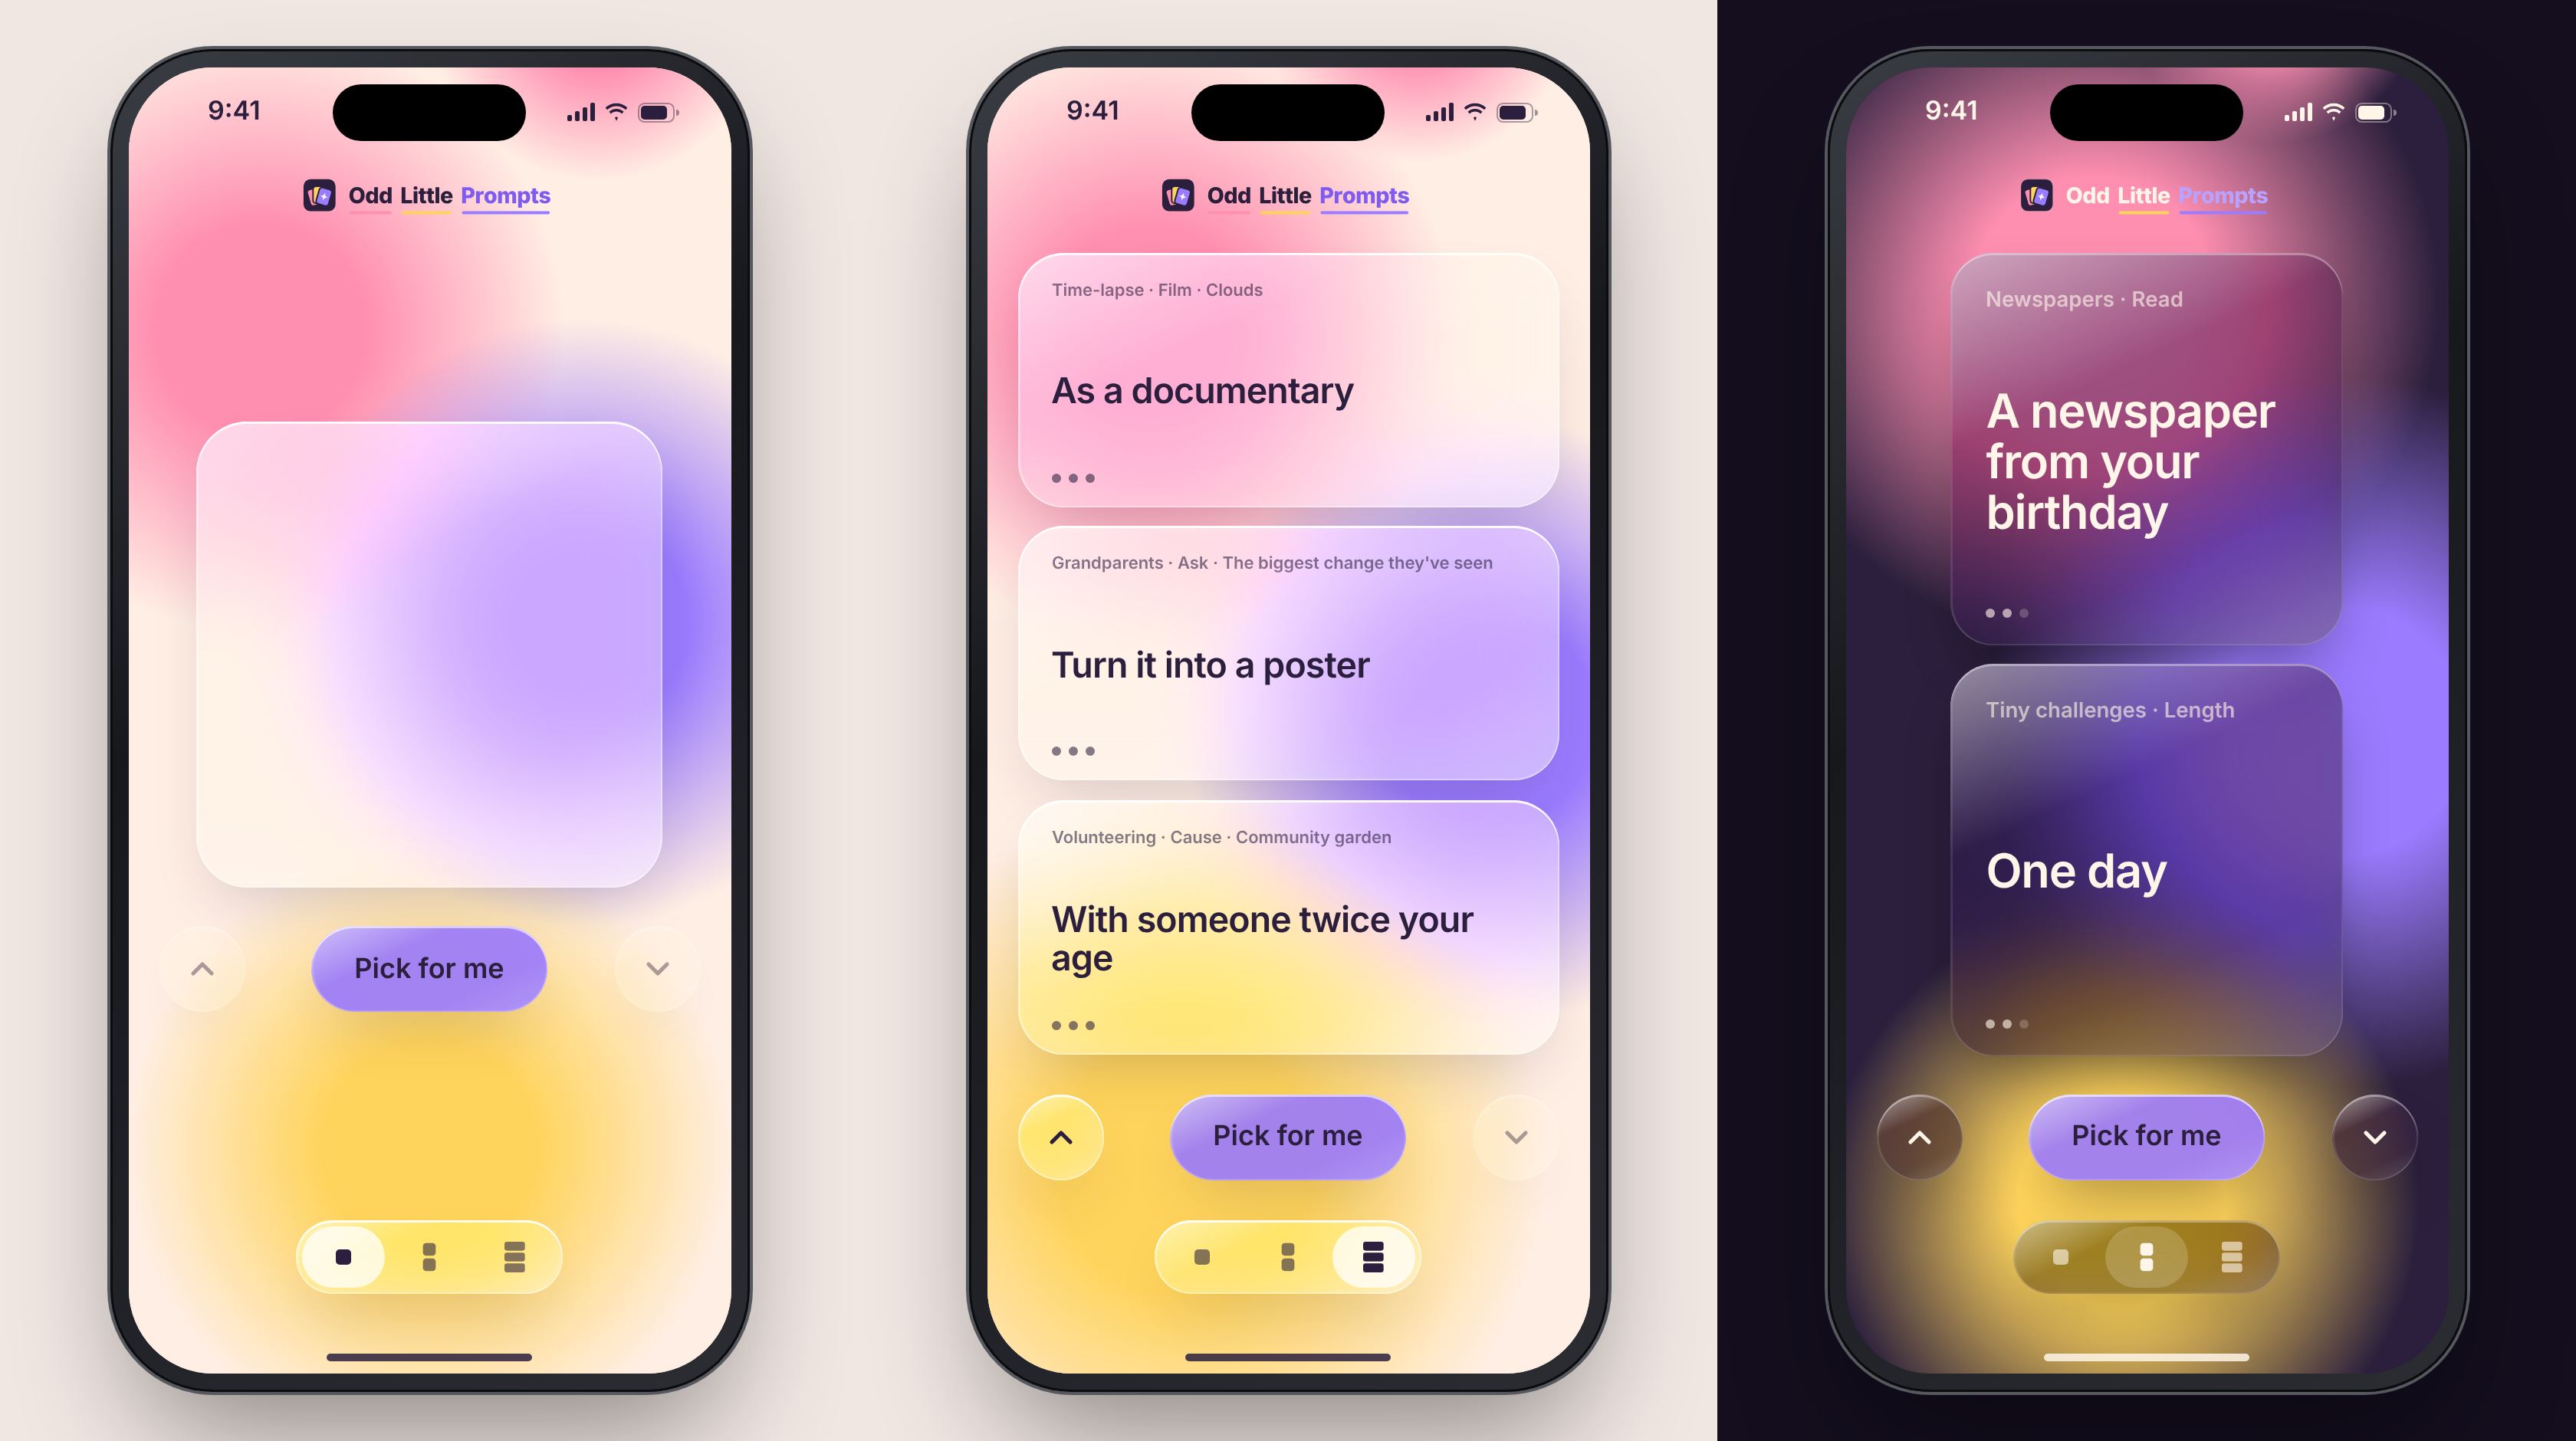 9:41
Odd Little Prompts
Pick for me
9:41
Odd Little Prompts
Time-lapse · Film · Clouds
As a documentary
Grandparents · Ask · The biggest change they've seen
Turn it into a poster
Volunteering · Cause · Community garden
With someone twice your
age
Pick for me
9:41
Odd Little Prompts
Newspapers · Read
A newspaper
from your
birthday
Tiny challenges · Length
One day
Pick for me